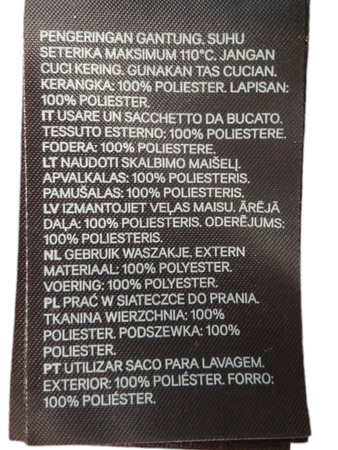 PENGERINGAN GANTUNG. SUHU
SETERIKA MAKSIMUM 110°C. JANGAN
CUCI KERING. GUNAKAN TAS CUCIAN.
KERANGKA: 100% POLIESTER. LAPISAN:
100% POLIESTER.
IT USARE UN SACCHETTO DA BUCATO.
TESSUTO ESTERNO: 100% POLIESTERE.
FODERA: 100% POLIESTERE.
LT NAUDOTI SKALBIMO MAIŠELĮ.
APVALKALAS: 100% POLIESTERIS.
PAMUŠALAS: 100% POLIESTERIS.
LV IZMANTOJIET VEĻAS MAISU. ĀRĒJĀ
DAĻA: 100% POLIESTERIS. ODERĒJUMS:
100% POLIESTERIS.
NL GEBRUIK WASZAKJE. EXTERN
MATERIAAL: 100% POLYESTER.
VOERING: 100% POLYESTER.
PL PRAĆ W SIATECZCE DO PRANIA.
TKANINA WIERZCHNIA: 100%
POLIESTER. PODSZEWKA: 100%
POLIESTER.
PT UTILIZAR SACO PARA LAVAGEM.
EXTERIOR: 100% POLIÉSTER. FORRO:
100% POLIÉSTER.